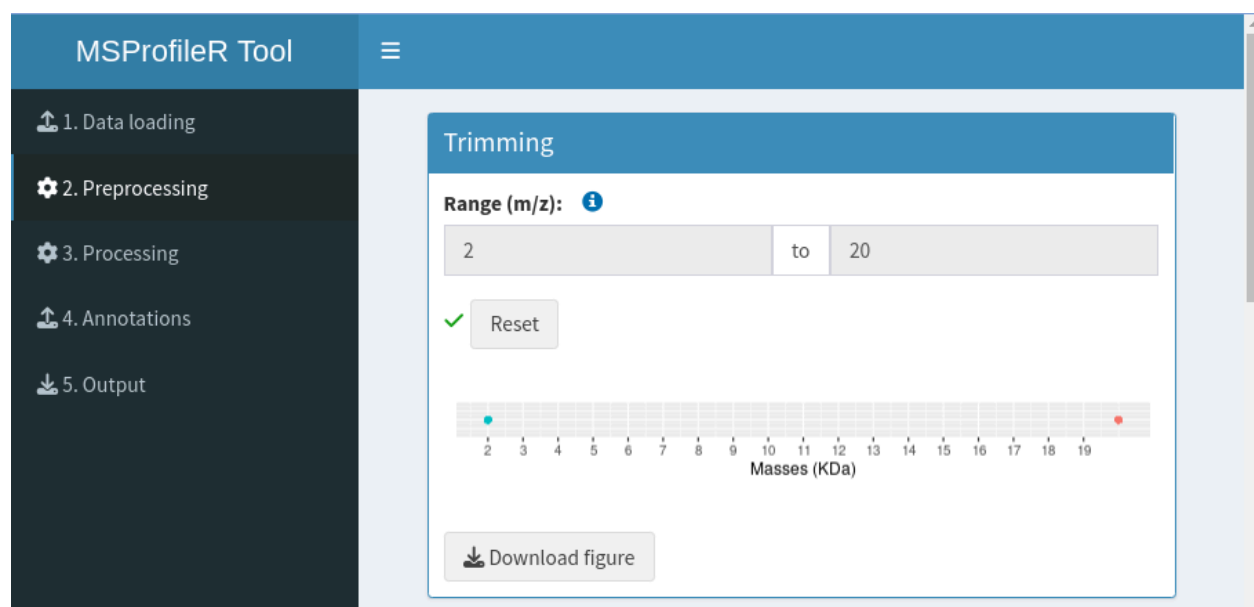 MSProfileR Tool
1. Data loading
2. Preprocessing
3. Processing
4. Annotations
5. Output
Trimming
Range (m/z):
2 to 20
Reset
2 3 4 5 6 7 8 9 10 11 12 13 14 15 16 17 18 19
Masses (KDa)
Download figure